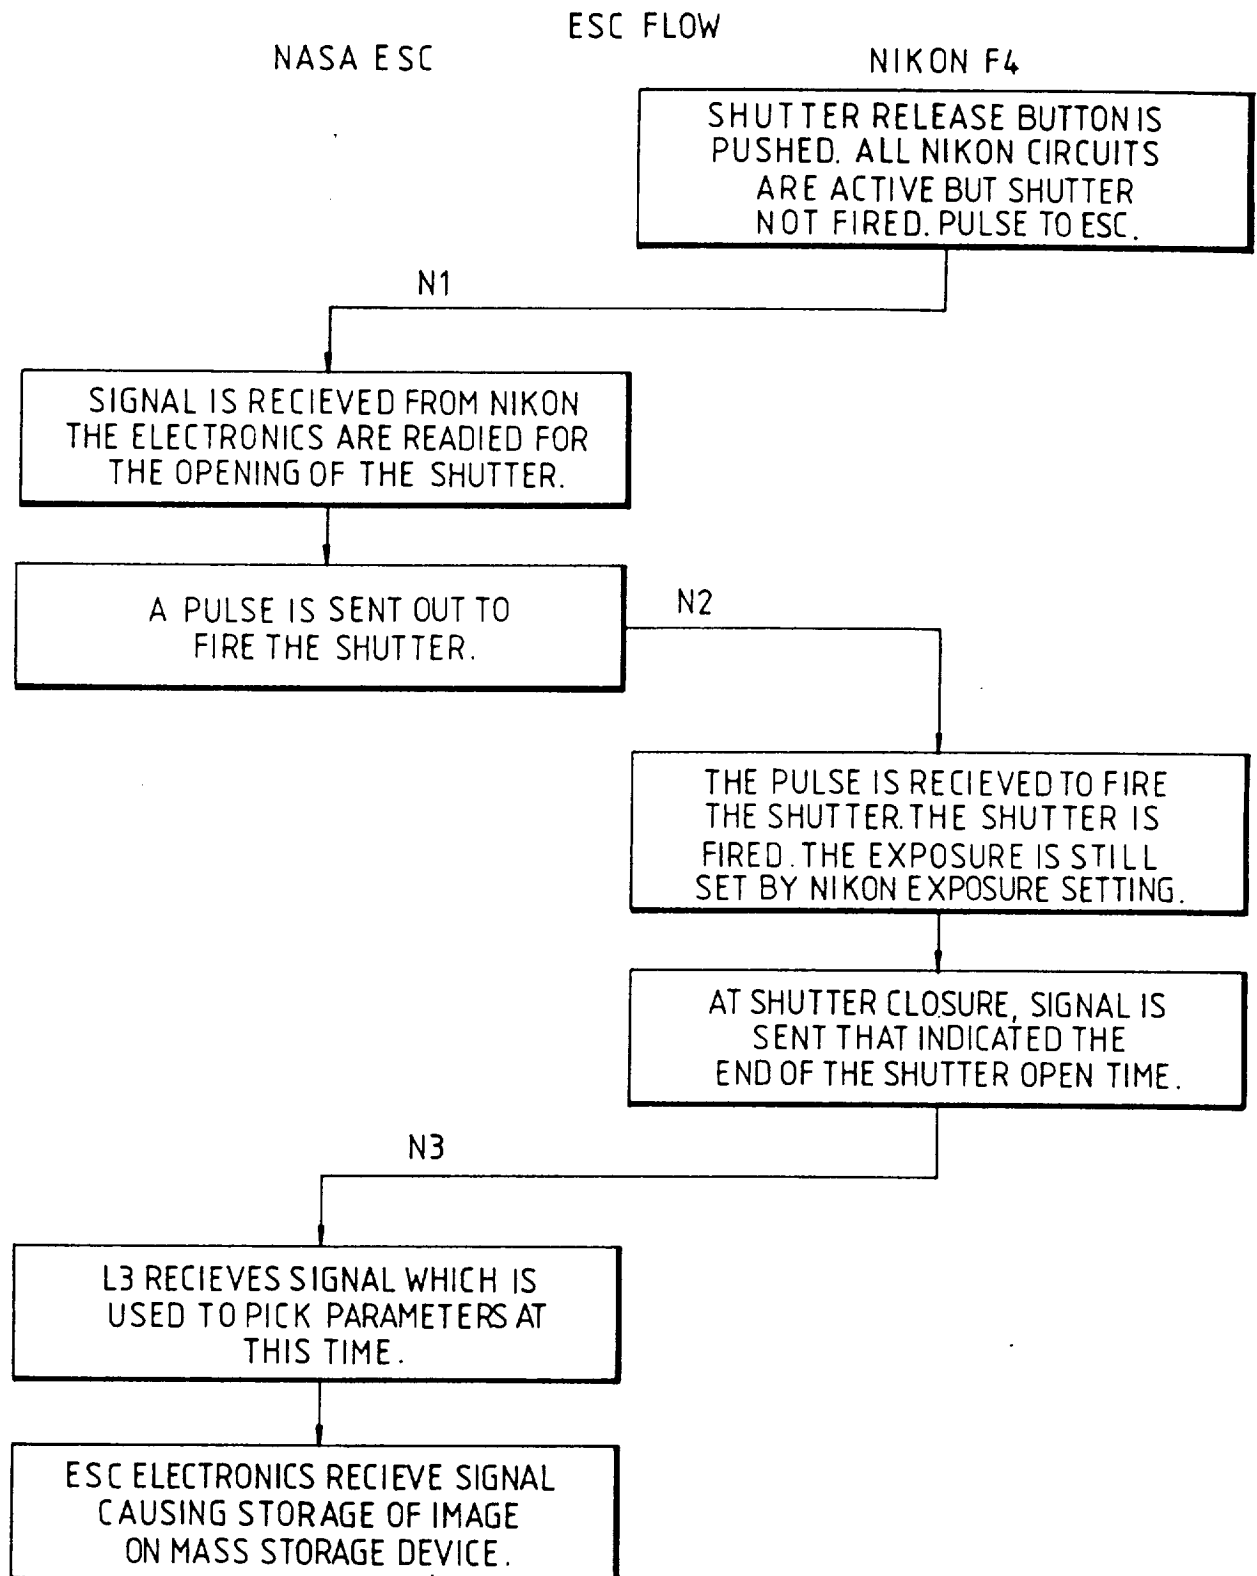 ESC FLOW
NASA ESC
NIKON F4
SHUTTER RELEASE BUTTON IS
PUSHED. ALL NIKON CIRCUITS
ARE ACTIVE BUT SHUTTER
NOT FIRED. PULSE TO ESC.
N1
SIGNAL IS RECIEVED FROM NIKON
THE ELECTRONICS ARE READIED FOR
THE OPENING OF THE SHUTTER.
A PULSE IS SENT OUT TO
FIRE THE SHUTTER.
N2
THE PULSE IS RECIEVED TO FIRE
THE SHUTTER. THE SHUTTER IS
FIRED. THE EXPOSURE IS STILL
SET BY NIKON EXPOSURE SETTING.
AT SHUTTER CLOSURE, SIGNAL IS
SENT THAT INDICATED THE
END OF THE SHUTTER OPEN TIME.
N3
L3 RECIEVES SIGNAL WHICH IS
USED TO PICK PARAMETERS AT
THIS TIME.
ESC ELECTRONICS RECIEVE SIGNAL
CAUSING STORAGE OF IMAGE
ON MASS STORAGE DEVICE.